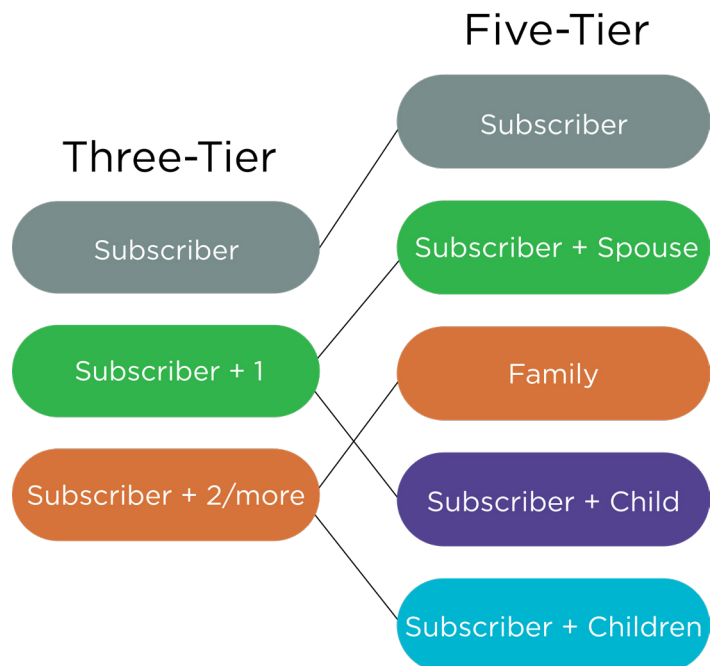 Three-Tier
Subscriber
Subscriber + 1
Subscriber + 2/more
Five-Tier
Subscriber
Subscriber + Spouse
Family
Subscriber + Child
Subscriber + Children